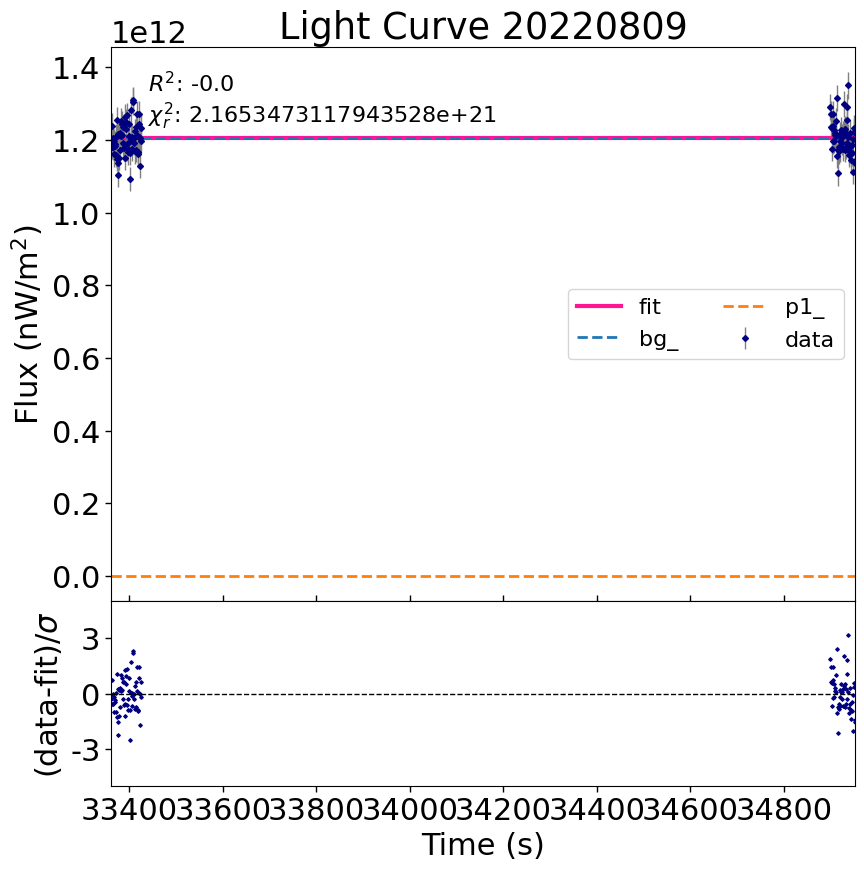 Light Curve 20220809
1e12
R²: -0.0
χ²ᵣ: 2.1653473117943528e+21
1.4
1.2
1.0
0.8
0.6
0.4
0.2
0.0
Flux (nW/m²)
fit
bg_
p1_
data
3
0
-3
(data-fit)/σ
33400
33600
33800
34000
34200
34400
34600
34800
Time (s)